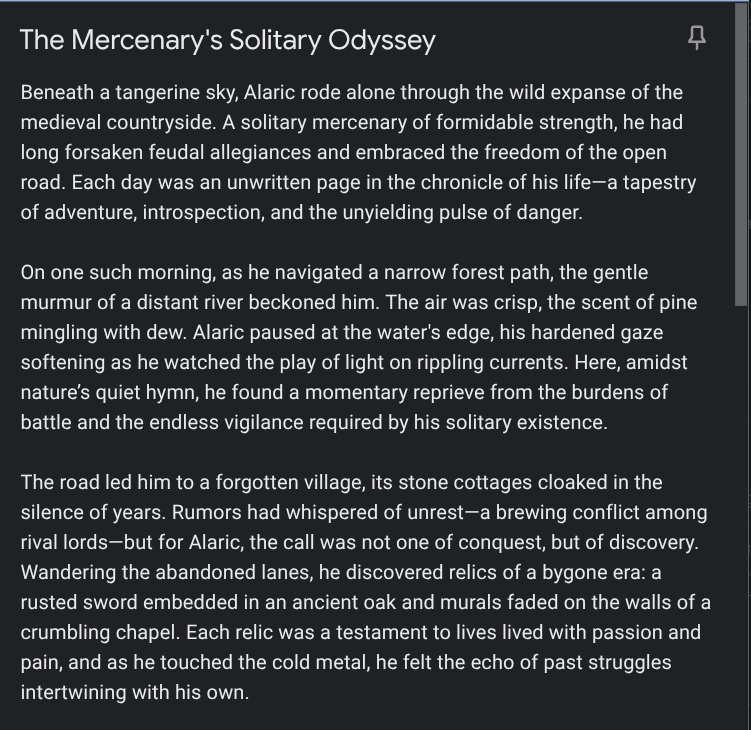 The Mercenary's Solitary Odyssey
Beneath a tangerine sky, Alaric rode alone through the wild expanse of the
medieval countryside. A solitary mercenary of formidable strength, he had
long forsaken feudal allegiances and embraced the freedom of the open
road. Each day was an unwritten page in the chronicle of his life—a tapestry
of adventure, introspection, and the unyielding pulse of danger.
On one such morning, as he navigated a narrow forest path, the gentle
murmur of a distant river beckoned him. The air was crisp, the scent of pine
mingling with dew. Alaric paused at the water's edge, his hardened gaze
softening as he watched the play of light on rippling currents. Here, amidst
nature’s quiet hymn, he found a momentary reprieve from the burdens of
battle and the endless vigilance required by his solitary existence.
The road led him to a forgotten village, its stone cottages cloaked in the
silence of years. Rumors had whispered of unrest—a brewing conflict among
rival lords—but for Alaric, the call was not one of conquest, but of discovery.
Wandering the abandoned lanes, he discovered relics of a bygone era: a
rusted sword embedded in an ancient oak and murals faded on the walls of a
crumbling chapel. Each relic was a testament to lives lived with passion and
pain, and as he touched the cold metal, he felt the echo of past struggles
intertwining with his own.